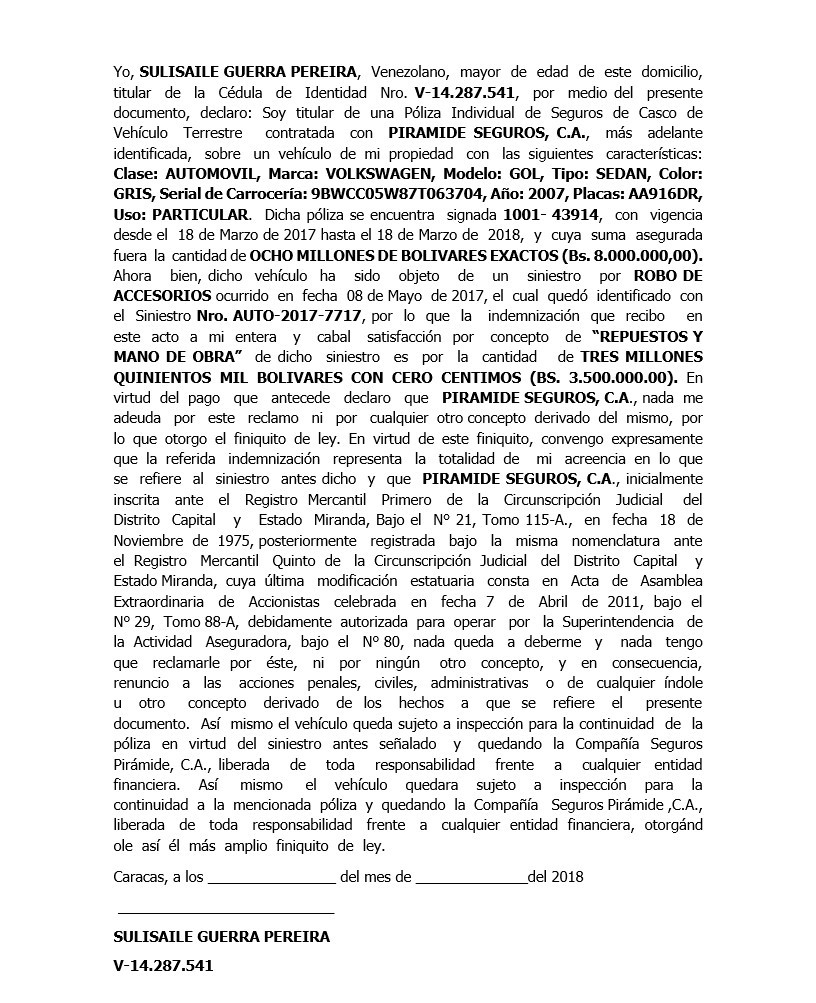 Yo, SULISAILE GUERRA PEREIRA, Venezolano, mayor de edad de este domicilio,
titular de la Cédula de Identidad Nro. V-14.287.541, por medio del presente
documento, declaro: Soy titular de una Póliza Individual de Seguros de Casco de
Vehículo Terrestre contratada con PIRAMIDE SEGUROS, C.A., más adelante
identificada, sobre un vehículo de mi propiedad con las siguientes características:
Clase: AUTOMOVIL, Marca: VOLKSWAGEN, Modelo: GOL, Tipo: SEDAN, Color:
GRIS, Serial de Carrocería: 9BWCC05W87T063704, Año: 2007, Placas: AA916DR,
Uso: PARTICULAR. Dicha póliza se encuentra signada 1001- 43914, con vigencia
desde el 18 de Marzo de 2017 hasta el 18 de Marzo de 2018, y cuya suma asegurada
fuera la cantidad de OCHO MILLONES DE BOLIVARES EXACTOS (Bs. 8.000.000,00).
Ahora bien, dicho vehículo ha sido objeto de un siniestro por ROBO DE
ACCESORIOS ocurrido en fecha 08 de Mayo de 2017, el cual quedó identificado con
el Siniestro Nro. AUTO-2017-7717, por lo que la indemnización que recibo en
este acto a mi entera y cabal satisfacción por concepto de “REPUESTOS Y
MANO DE OBRA” de dicho siniestro es por la cantidad de TRES MILLONES
QUINIENTOS MIL BOLIVARES CON CERO CENTIMOS (BS. 3.500.000.00). En
virtud del pago que antecede declaro que PIRAMIDE SEGUROS, C.A., nada me
adeuda por este reclamo ni por cualquier otro concepto derivado del mismo, por
lo que otorgo el finiquito de ley. En virtud de este finiquito, convengo expresamente
que la referida indemnización representa la totalidad de mi acreencia en lo que
se refiere al siniestro antes dicho y que PIRAMIDE SEGUROS, C.A., inicialmente
inscrita ante el Registro Mercantil Primero de la Circunscripción Judicial del
Distrito Capital y Estado Miranda, Bajo el Nº 21, Tomo 115-A., en fecha 18 de
Noviembre de 1975, posteriormente registrada bajo la misma nomenclatura ante
el Registro Mercantil Quinto de la Circunscripción Judicial del Distrito Capital y
Estado Miranda, cuya última modificación estatuaria consta en Acta de Asamblea
Extraordinaria de Accionistas celebrada en fecha 7 de Abril de 2011, bajo el
Nº 29, Tomo 88-A, debidamente autorizada para operar por la Superintendencia de
la Actividad Aseguradora, bajo el Nº 80, nada queda a deberme y nada tengo
que reclamarle por éste, ni por ningún otro concepto, y en consecuencia,
renuncio a las acciones penales, civiles, administrativas o de cualquier índole
u otro concepto derivado de los hechos a que se refiere el presente
documento. Así mismo el vehículo queda sujeto a inspección para la continuidad de la
póliza en virtud del siniestro antes señalado y quedando la Compañía Seguros
Pirámide, C.A., liberada de toda responsabilidad frente a cualquier entidad
financiera. Así mismo el vehículo quedara sujeto a inspección para la
continuidad a la mencionada póliza y quedando la Compañía Seguros Pirámide ,C.A.,
liberada de toda responsabilidad frente a cualquier entidad financiera, otorgánd
ole así él más amplio finiquito de ley.
Caracas, a los ________________ del mes de ______________del 2018
___________________________
SULISAILE GUERRA PEREIRA
V-14.287.541